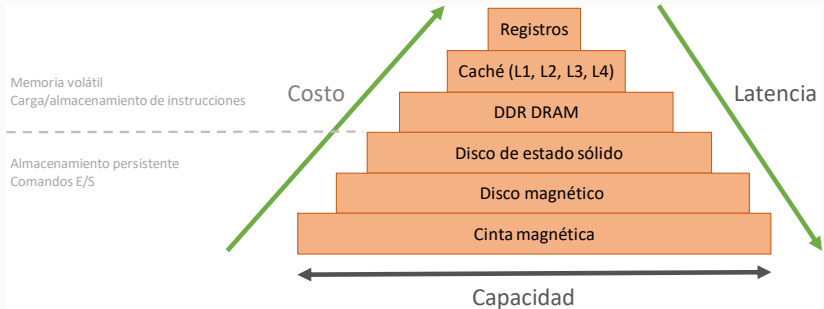 Registros
Caché (L1, L2, L3, L4)
Memoria volátil
Carga/almacenamiento de instrucciones
Costo
Latencia
DDR DRAM
Disco de estado sólido
Almacenamiento persistente
Comandos E/S
Disco magnético
Cinta magnética
Capacidad